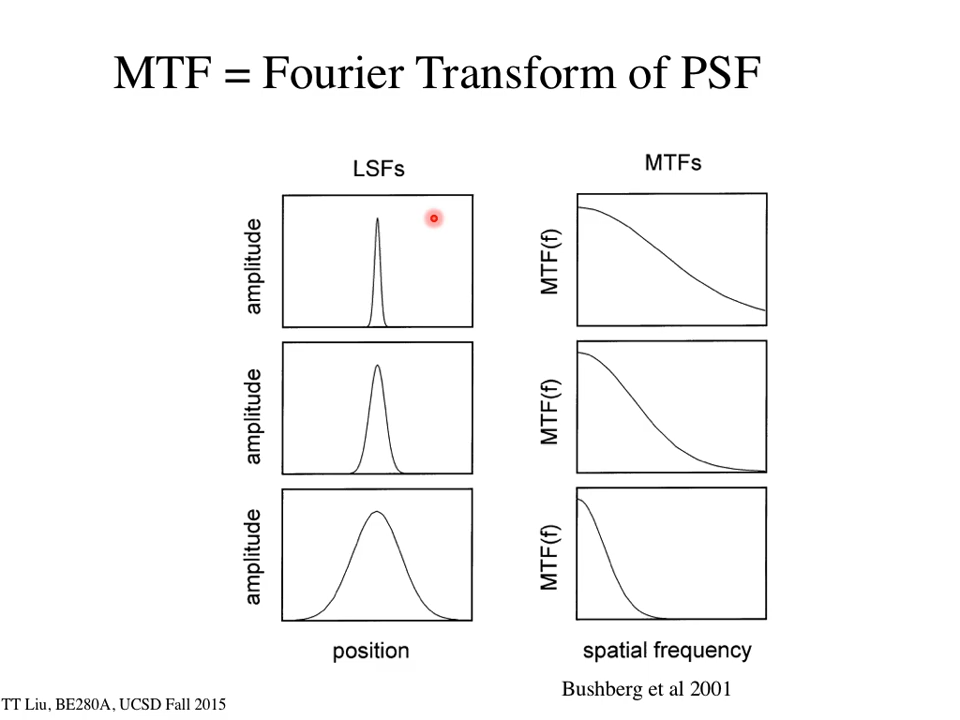 MTF = Fourier Transform of PSF
LSFs
MTFs
amplitude
MTF(f)
amplitude
MTF(f)
amplitude
MTF(f)
position
spatial frequency
Bushberg et al 2001
TT Liu, BE280A, UCSD Fall 2015